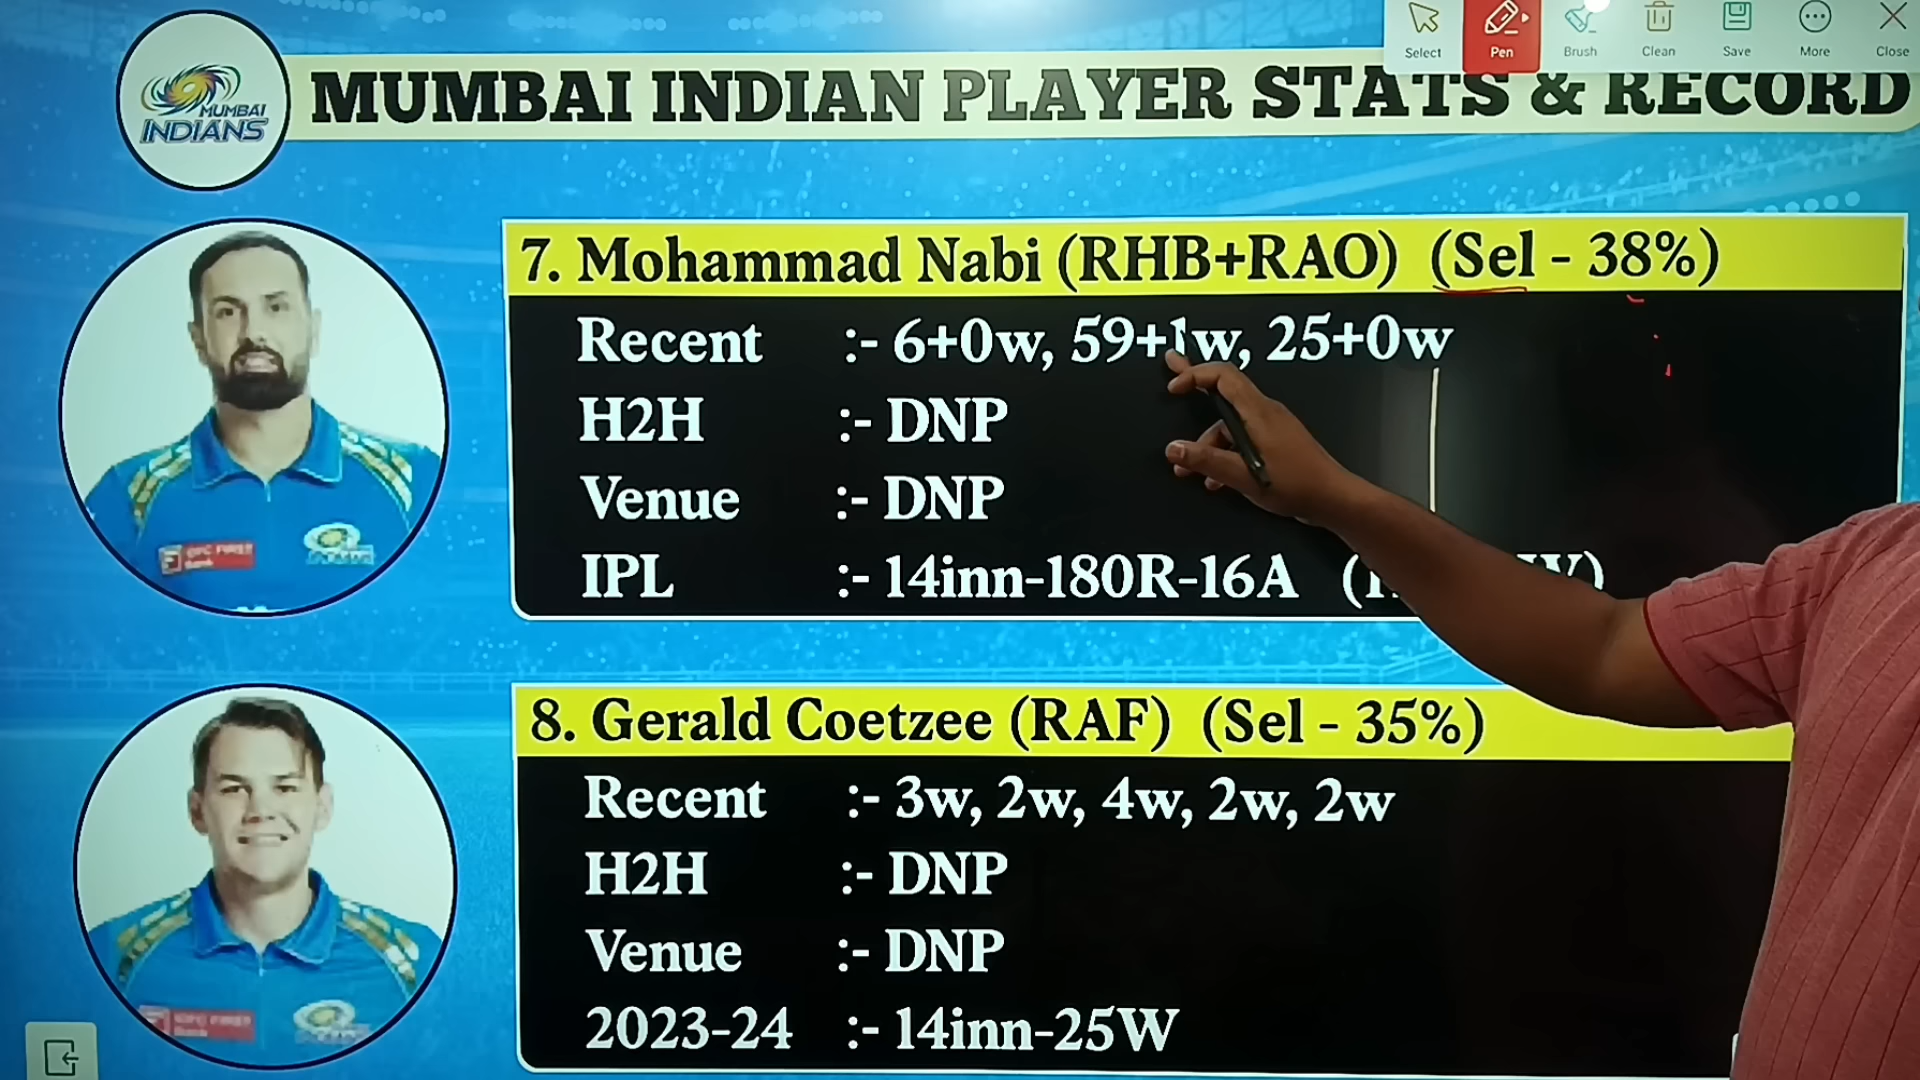 Select Pen Brush Clean Save More Close
MUMBAI INDIANS
MUMBAI INDIAN PLAYER STATS & RECORD
7. Mohammad Nabi (RHB+RAO) (Sel - 38%)
Recent :- 6+0w, 59+1w, 25+0w
H2H :- DNP
Venue :- DNP
IPL :- 14inn-180R-16A
8. Gerald Coetzee (RAF) (Sel - 35%)
Recent :- 3w, 2w, 4w, 2w, 2w
H2H :- DNP
Venue :- DNP
2023-24 :- 14inn-25W